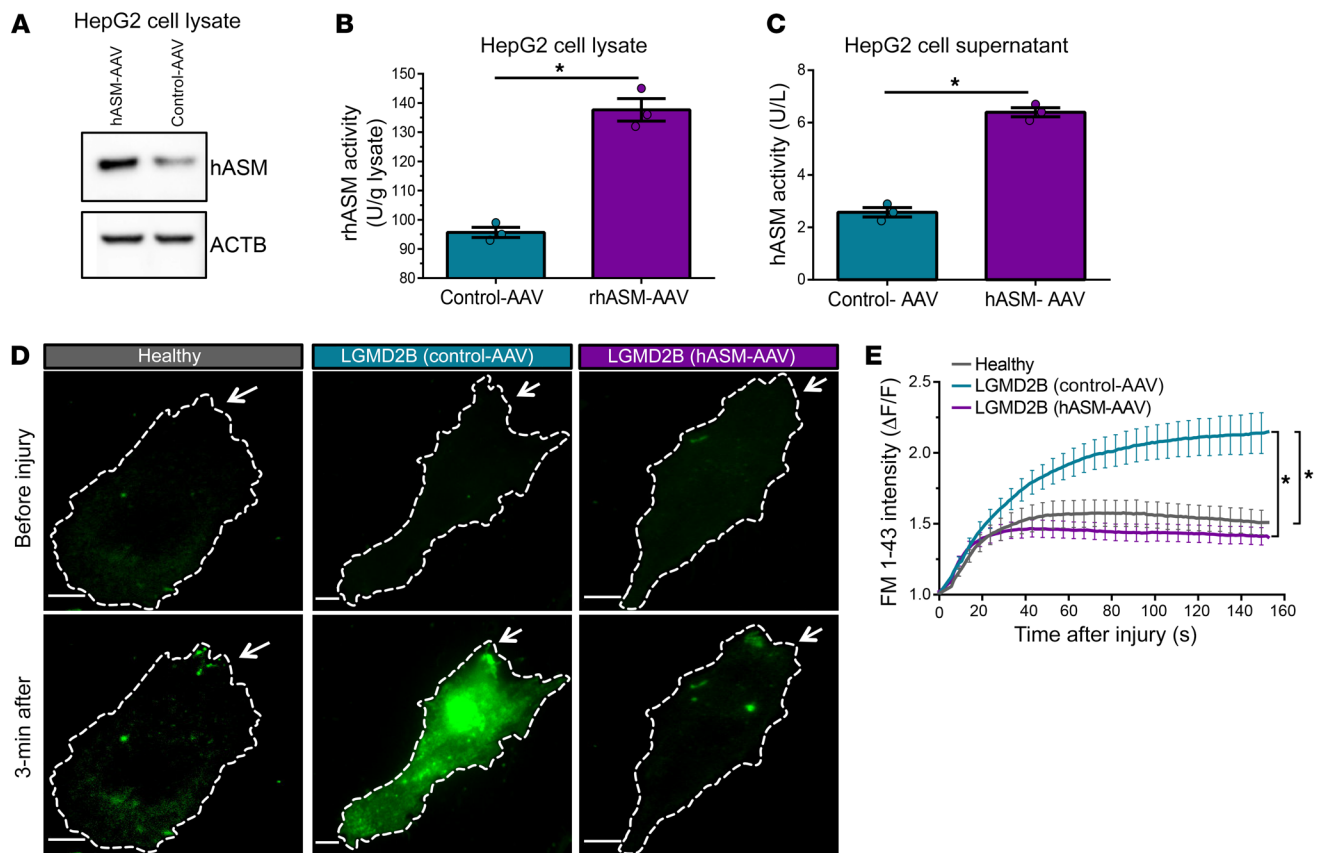 A
HepG2 cell lysate
hASM-AAV
Control-AAV
hASM
ACTB
B
HepG2 cell lysate
*
rhASM activity
(U/g lysate)
150
140
130
120
110
100
95
90
80
Control-AAV
rhASM-AAV
C
HepG2 cell supernatant
*
hASM activity (U/L)
8
6
4
2
0
Control- AAV
hASM- AAV
D
Healthy
LGMD2B (control-AAV)
LGMD2B (hASM-AAV)
Before injury
3-min after
E
Healthy
LGMD2B (control-AAV)
LGMD2B (hASM-AAV)
FM 1-43 intensity (ΔF/F)
2.5
2.0
1.5
1.0
0
20
40
60
80
100
120
140
160
Time after injury (s)
*
*